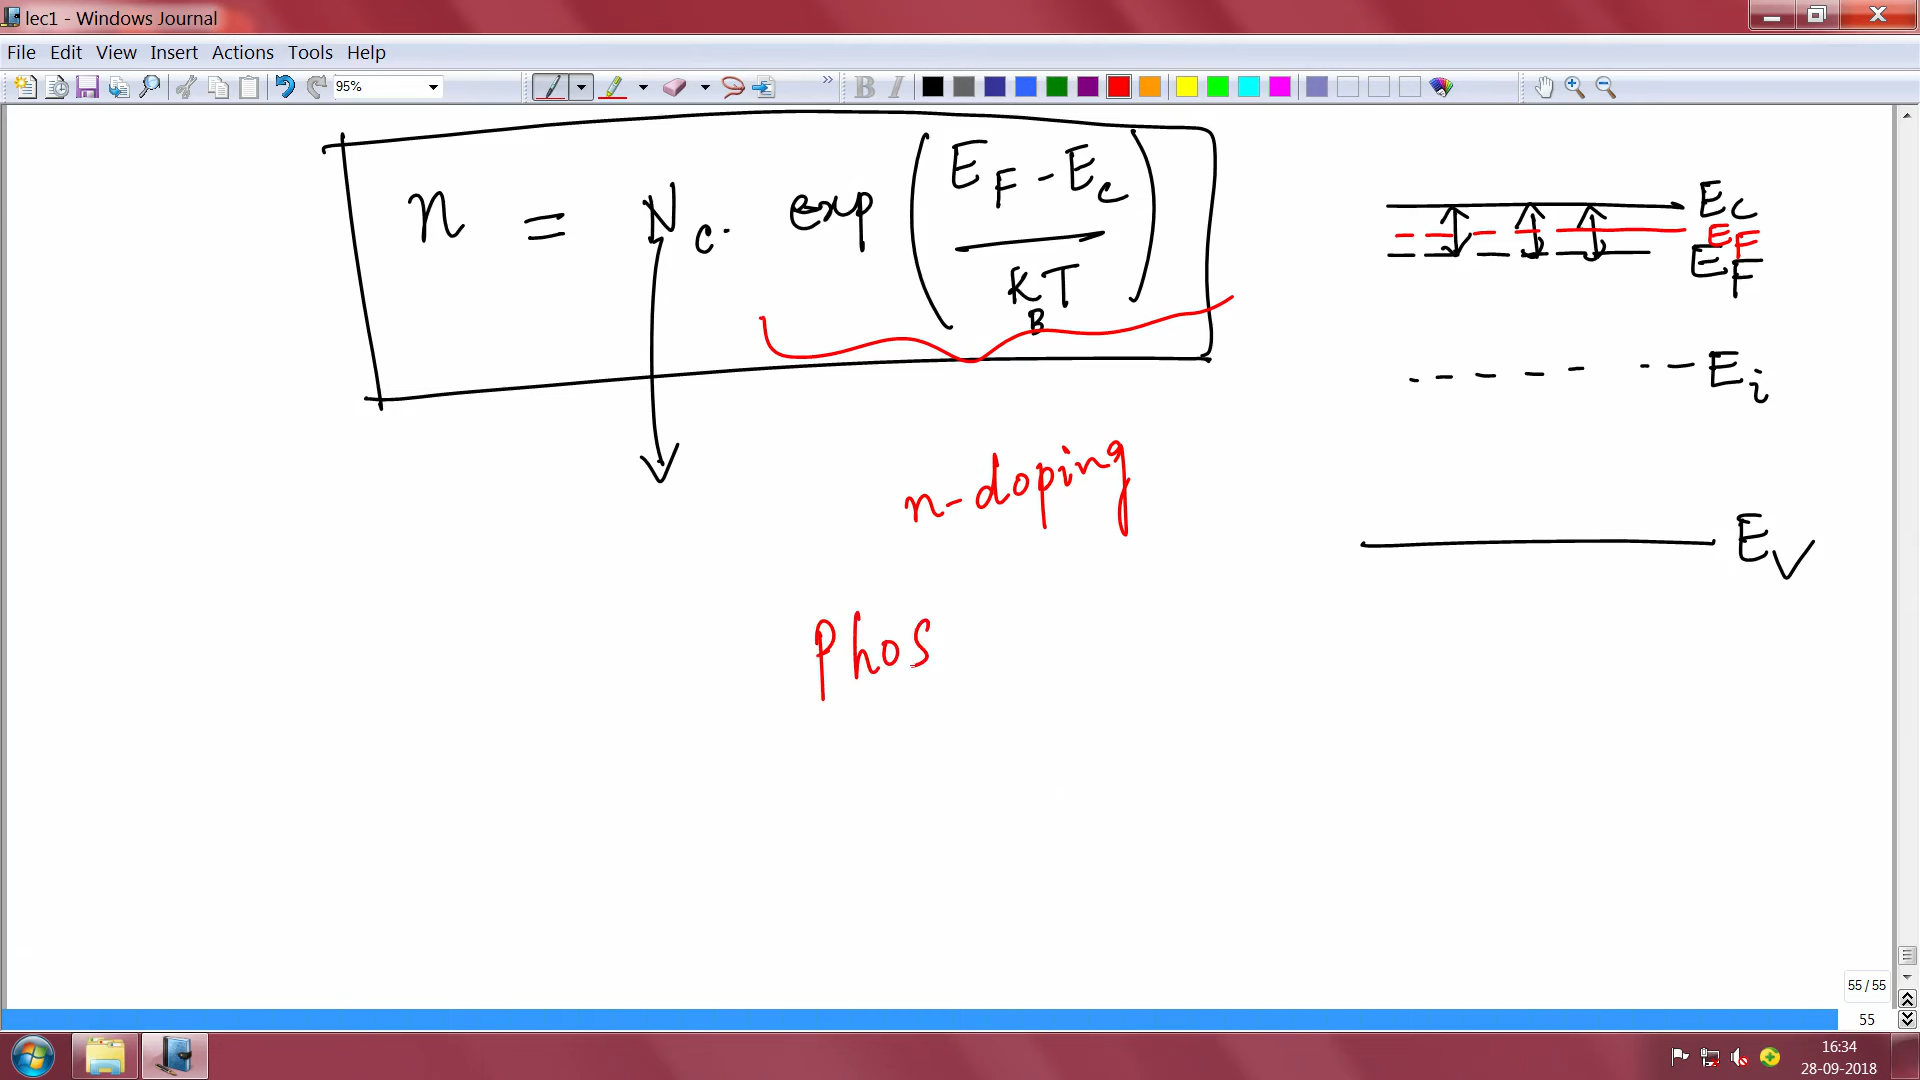 lec1 - Windows Journal
File Edit View Insert Actions Tools Help
95%
B I
n = Nc. exp (EF - Ec / KBT)
Ec
EF
EF
Ei
n-doping
Ev
Phos
55 / 55
55
16:34
28-09-2018